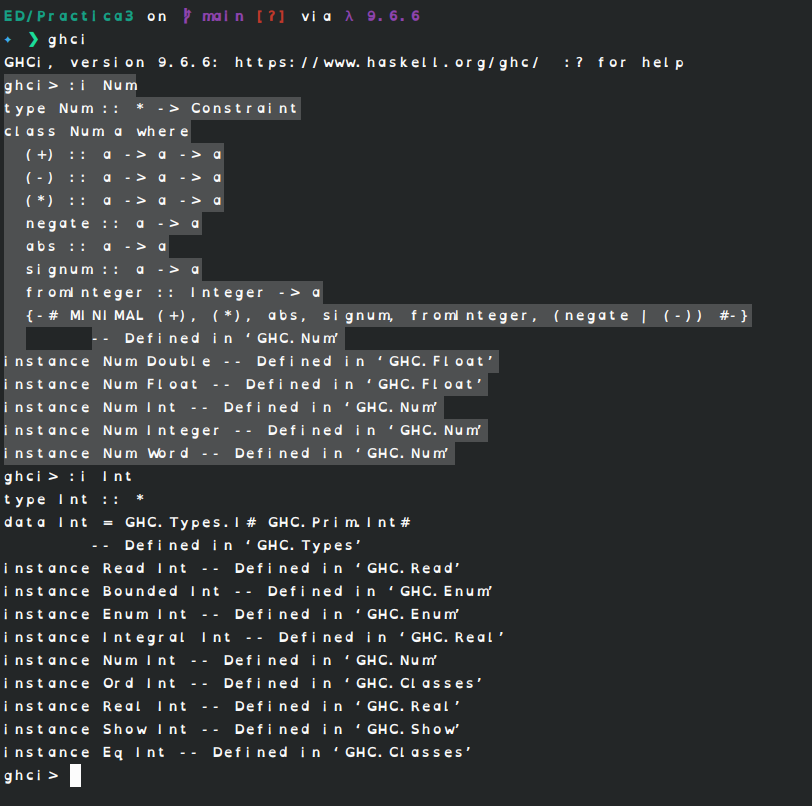 ED/Practica3 on main [?] via λ 9.6.6
❯ ghci
GHCi, version 9.6.6: https://www.haskell.org/ghc/  :? for help
ghci> :i Num
type Num :: * -> Constraint
class Num a where
  (+) :: a -> a -> a
  (-) :: a -> a -> a
  (*) :: a -> a -> a
  negate :: a -> a
  abs :: a -> a
  signum :: a -> a
  fromInteger :: Integer -> a
  {-# MINIMAL (+), (*), abs, signum, fromInteger, (negate | (-)) #-}
        -- Defined in ‘GHC.Num’
instance Num Double -- Defined in ‘GHC.Float’
instance Num Float -- Defined in ‘GHC.Float’
instance Num Int -- Defined in ‘GHC.Num’
instance Num Integer -- Defined in ‘GHC.Num’
instance Num Word -- Defined in ‘GHC.Num’
ghci> :i Int
type Int :: *
data Int = GHC.Types.I# GHC.Prim.Int#
        -- Defined in ‘GHC.Types’
instance Read Int -- Defined in ‘GHC.Read’
instance Bounded Int -- Defined in ‘GHC.Enum’
instance Enum Int -- Defined in ‘GHC.Enum’
instance Integral Int -- Defined in ‘GHC.Real’
instance Num Int -- Defined in ‘GHC.Num’
instance Ord Int -- Defined in ‘GHC.Classes’
instance Real Int -- Defined in ‘GHC.Real’
instance Show Int -- Defined in ‘GHC.Show’
instance Eq Int -- Defined in ‘GHC.Classes’
ghci>